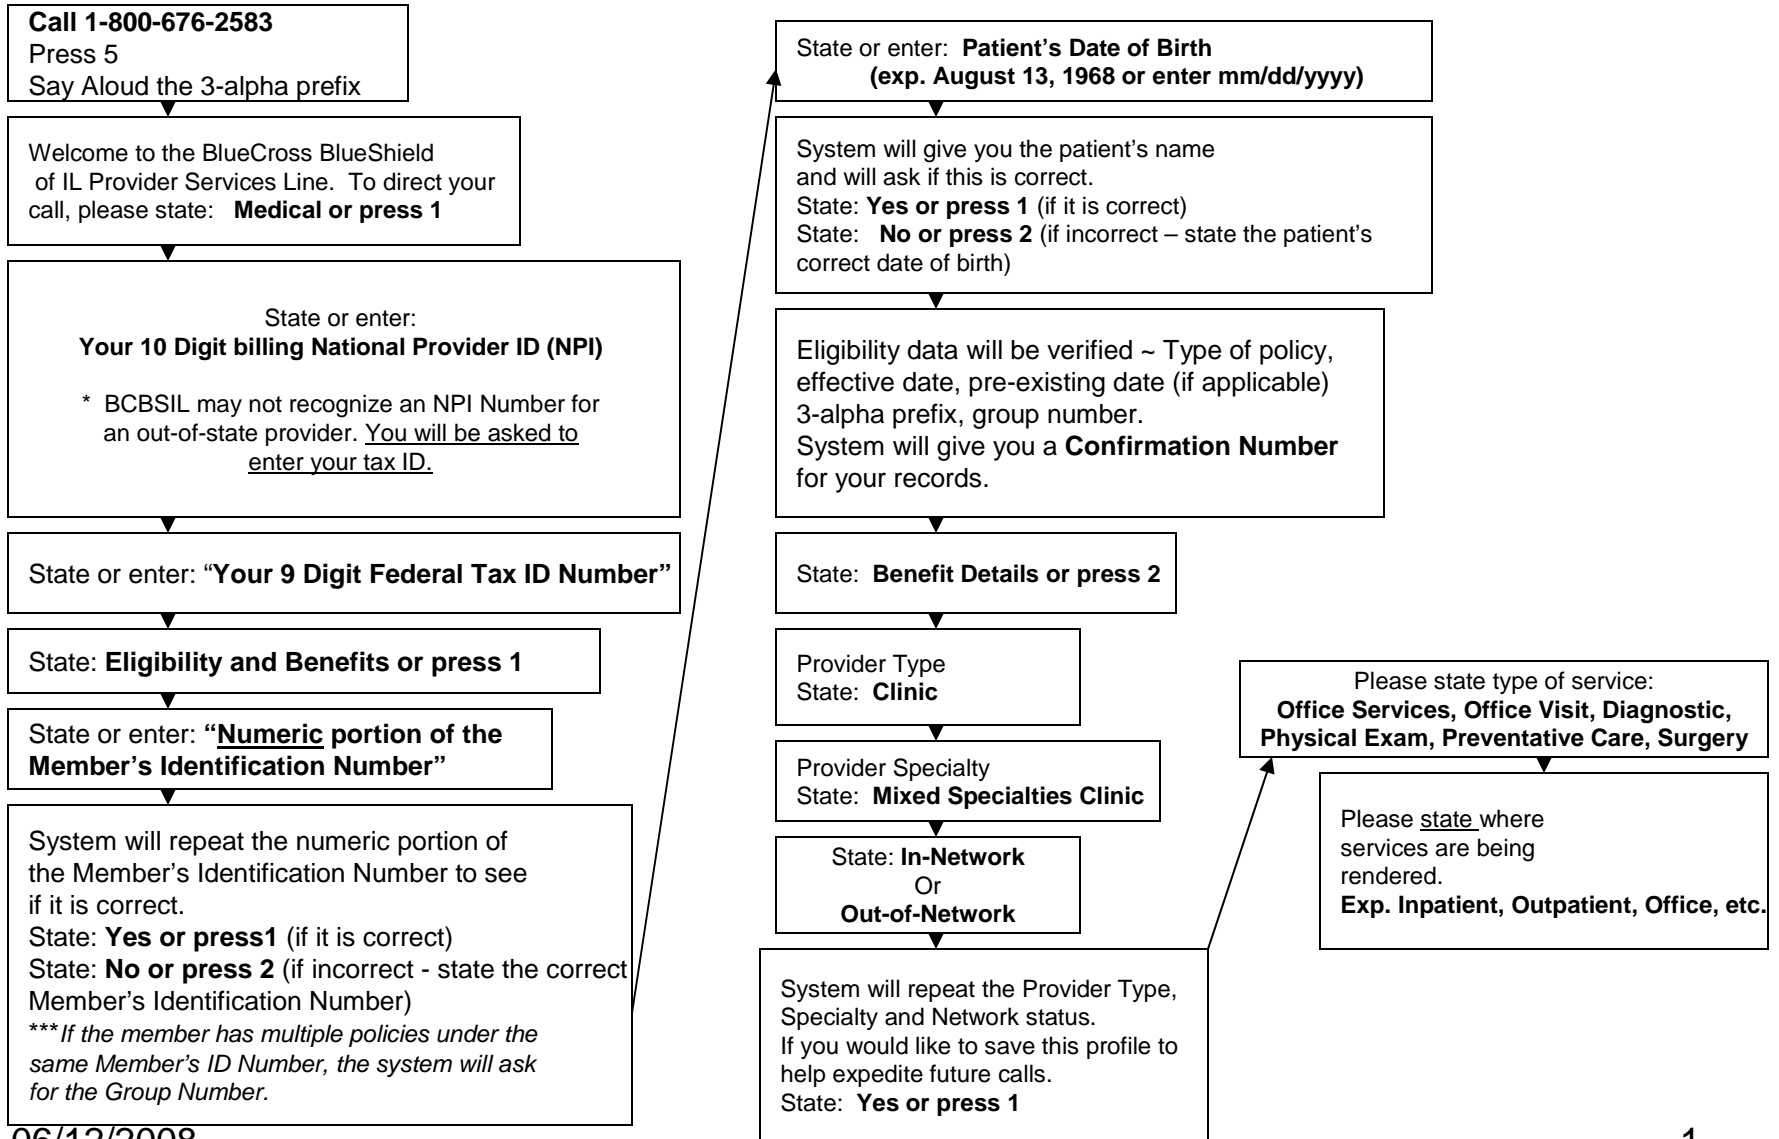 Call 1-800-676-2583
Press 5
Say Aloud the 3-alpha prefix
Welcome to the BlueCross BlueShield
of IL Provider Services Line. To direct your
call, please state: Medical or press 1
State or enter:
Your 10 Digit billing National Provider ID (NPI)
* BCBSIL may not recognize an NPI Number for
an out-of-state provider. You will be asked to
enter your tax ID.
State or enter: “Your 9 Digit Federal Tax ID Number”
State: Eligibility and Benefits or press 1
State or enter: “Numeric portion of the
Member’s Identification Number”
System will repeat the numeric portion of
the Member’s Identification Number to see
if it is correct.
State: Yes or press1 (if it is correct)
State: No or press 2 (if incorrect - state the correct
Member’s Identification Number)
***If the member has multiple policies under the
same Member’s ID Number, the system will ask
for the Group Number.
State or enter: Patient’s Date of Birth
(exp. August 13, 1968 or enter mm/dd/yyyy)
System will give you the patient’s name
and will ask if this is correct.
State: Yes or press 1 (if it is correct)
State: No or press 2 (if incorrect – state the patient’s
correct date of birth)
Eligibility data will be verified ~ Type of policy,
effective date, pre-existing date (if applicable)
3-alpha prefix, group number.
System will give you a Confirmation Number
for your records.
State: Benefit Details or press 2
Provider Type
State: Clinic
Provider Specialty
State: Mixed Specialties Clinic
State: In-Network
Or
Out-of-Network
System will repeat the Provider Type,
Specialty and Network status.
If you would like to save this profile to
help expedite future calls.
State: Yes or press 1
Please state type of service:
Office Services, Office Visit, Diagnostic,
Physical Exam, Preventative Care, Surgery
Please state where
services are being
rendered.
Exp. Inpatient, Outpatient, Office, etc.
06/12/2008
1